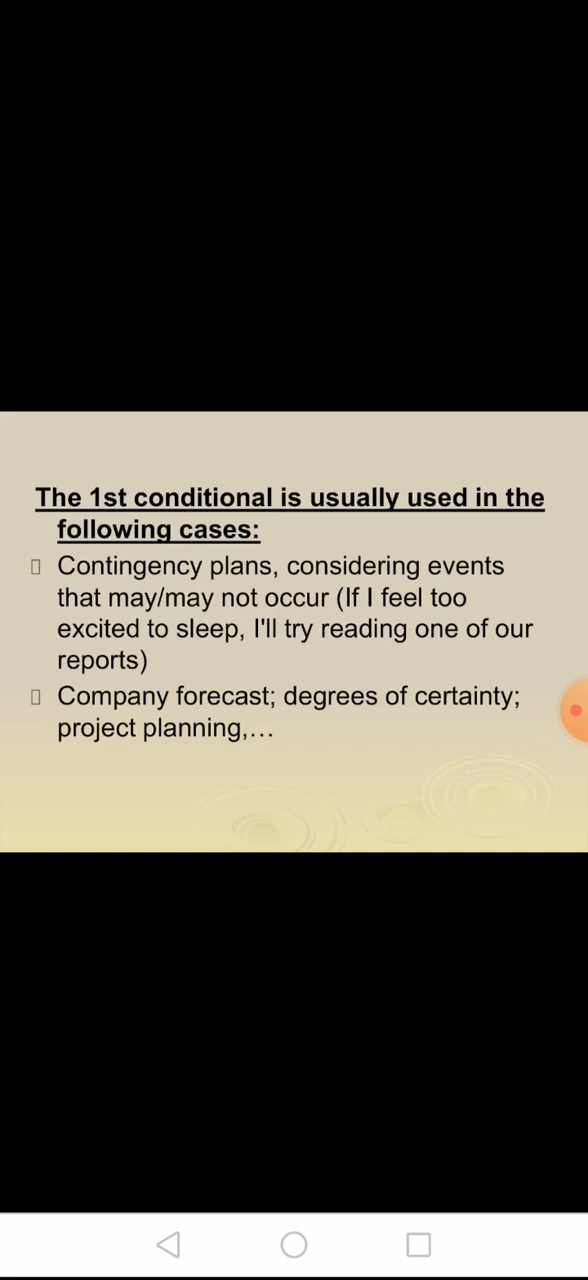 The 1st conditional is usually used in the
following cases:
Contingency plans, considering events
that may/may not occur (If I feel too
excited to sleep, I'll try reading one of our
reports)
Company forecast; degrees of certainty;
project planning,…